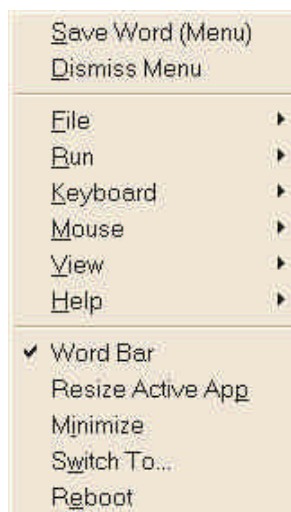 Save Word (Menu)
Dismiss Menu
File
Run
Keyboard
Mouse
View
Help
Word Bar
Resize Active App
Minimize
Switch To...
Reboot